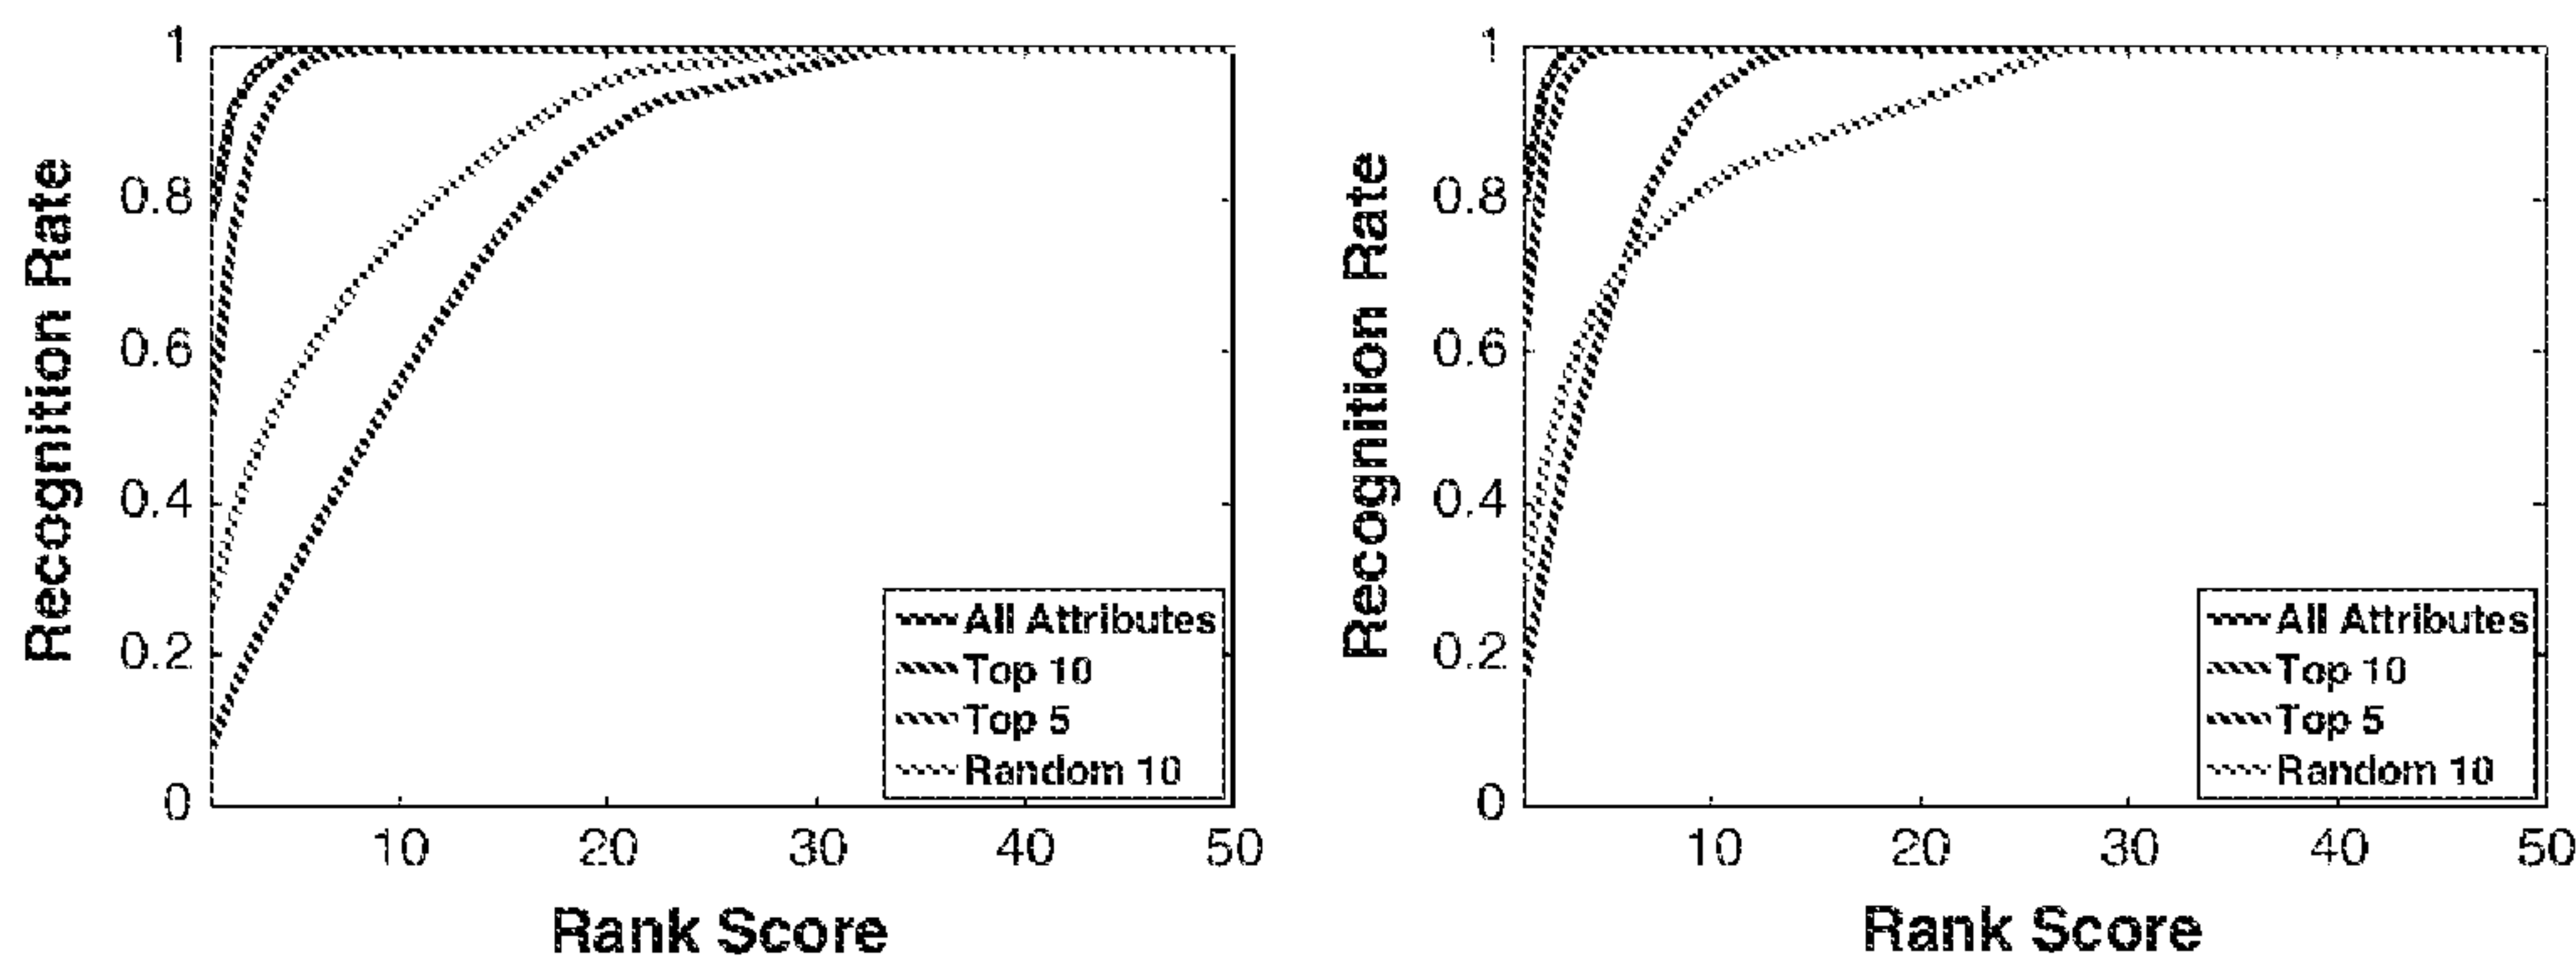 1
0.8
0.6
0.4
0.2
0
Recognition Rate
10 20 30 40 50
Rank Score
All Attributes
Top 10
Top 5
Random 10
1
0.8
0.6
0.4
0.2
0
Recognition Rate
10 20 30 40 50
Rank Score
All Attributes
Top 10
Top 5
Random 10